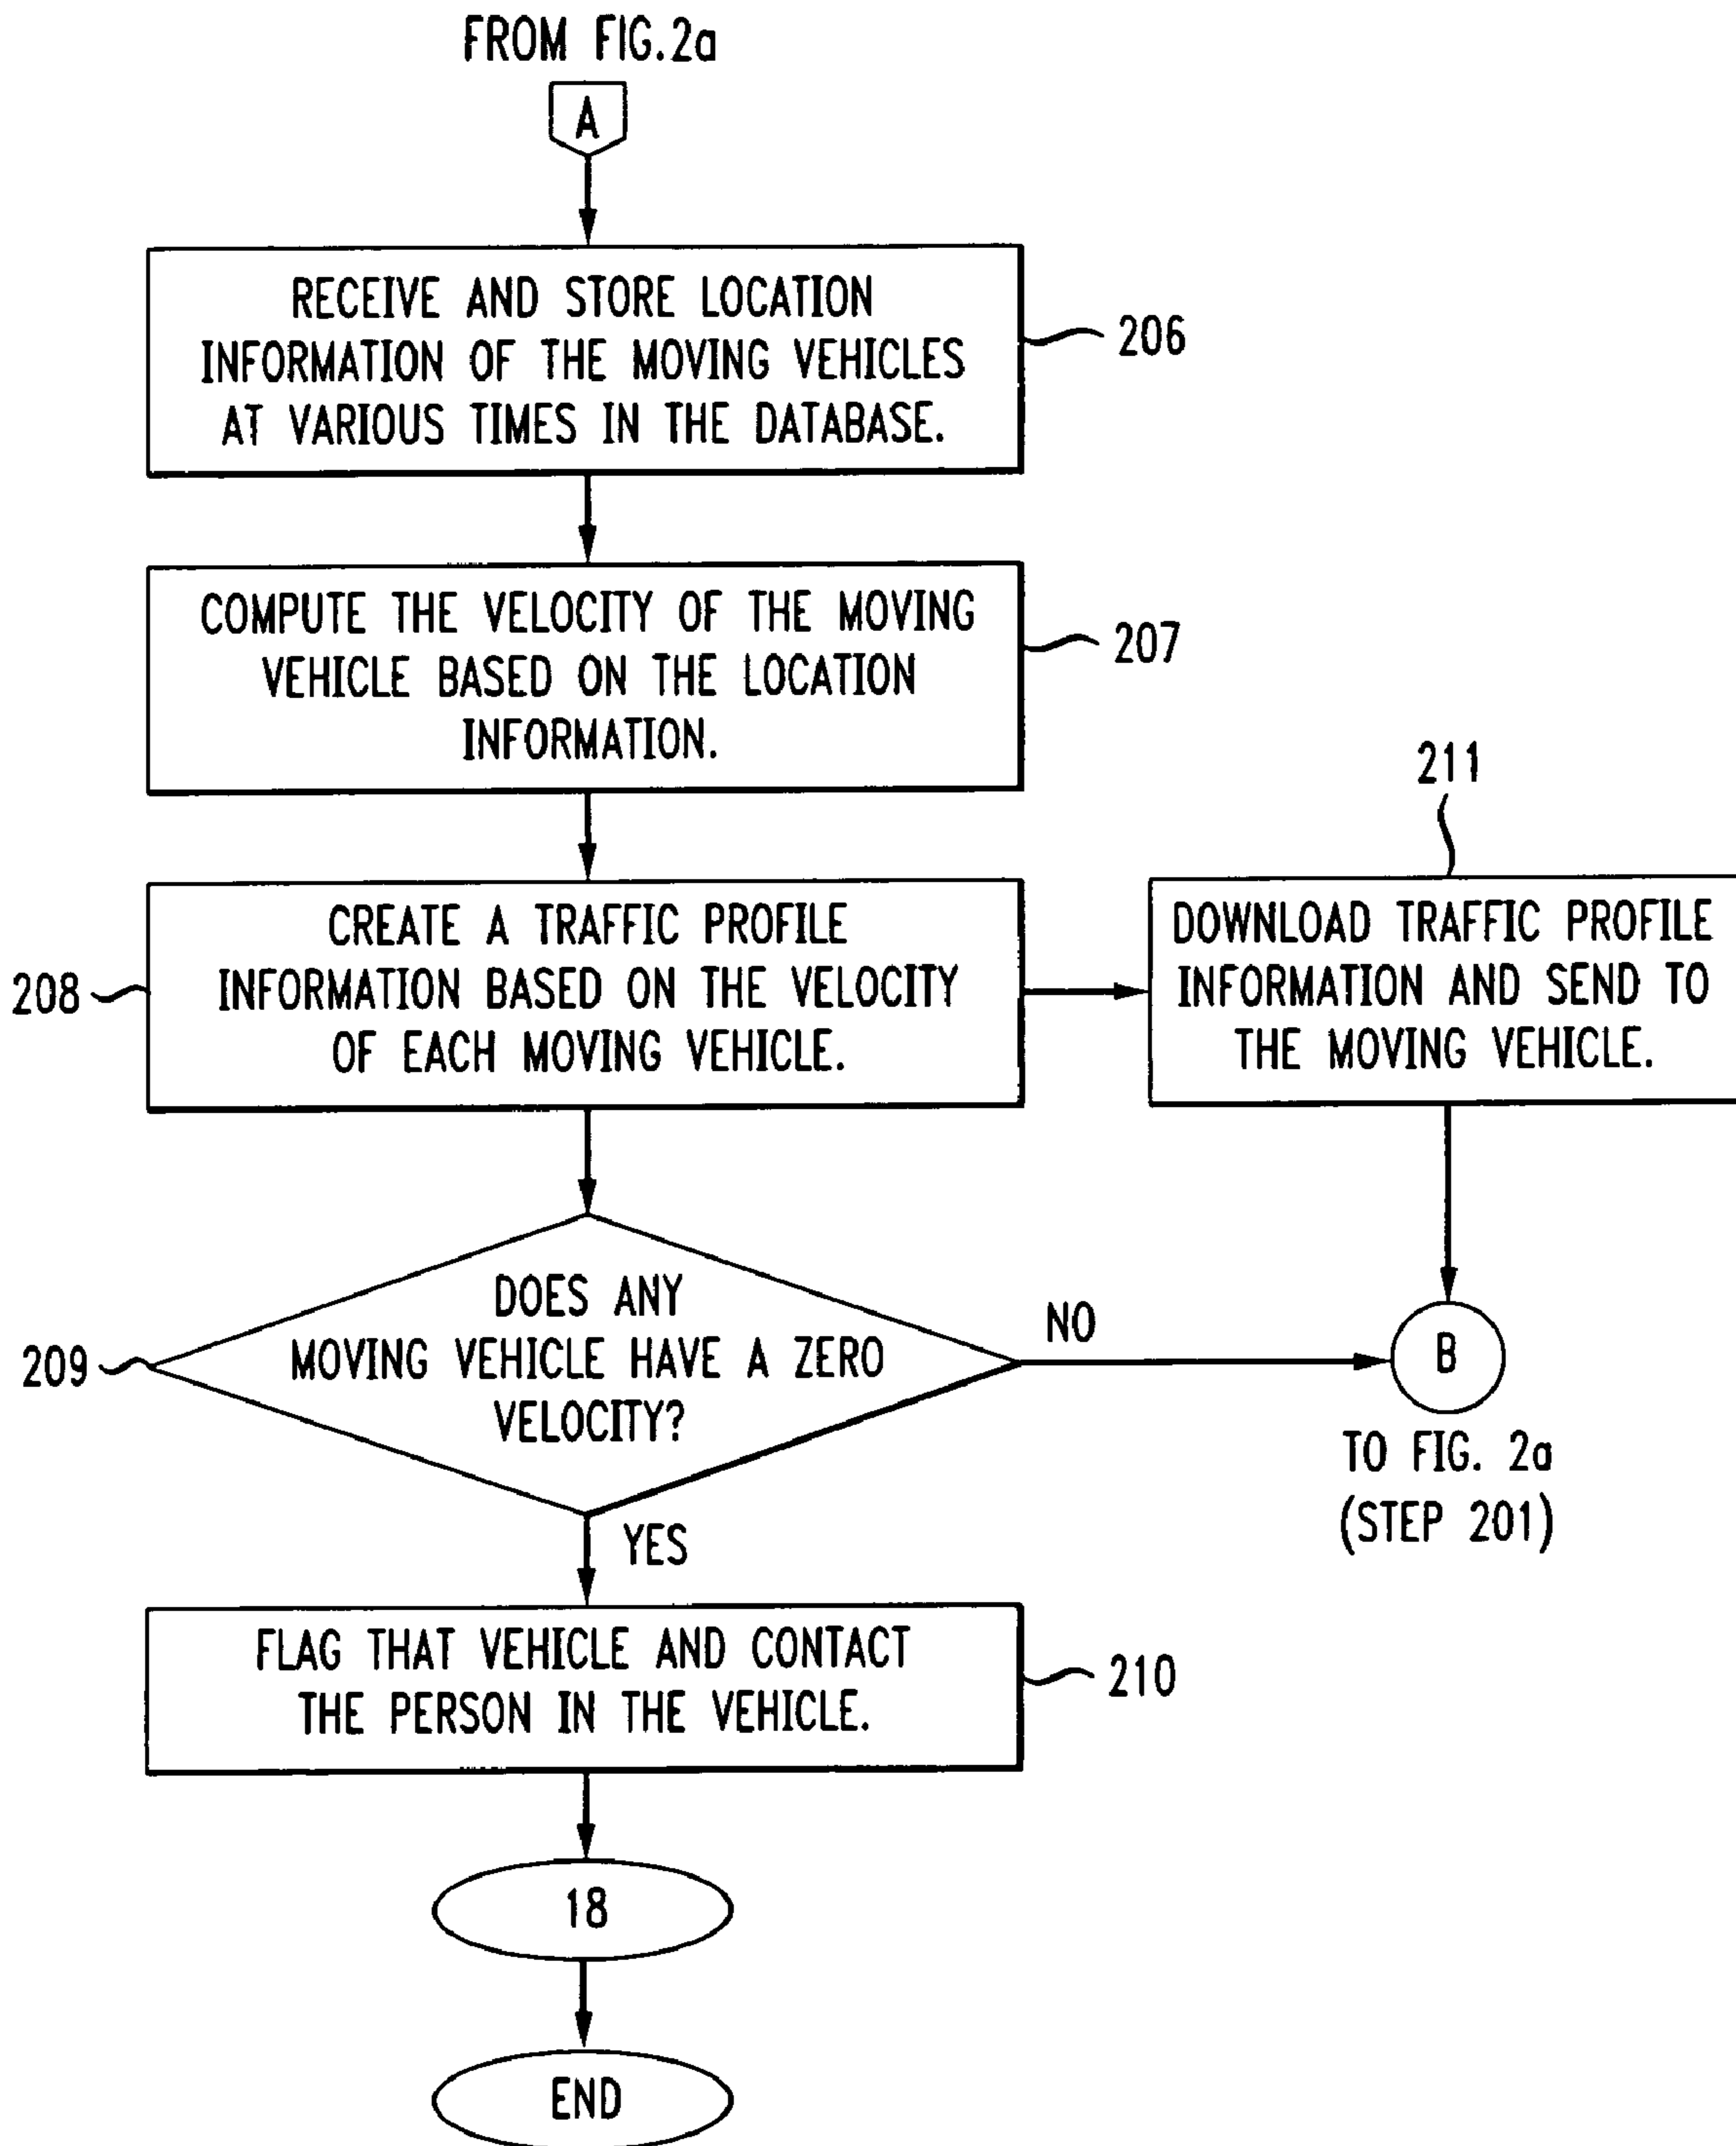 FROM FIG.2a
A
RECEIVE AND STORE LOCATION
INFORMATION OF THE MOVING VEHICLES
AT VARIOUS TIMES IN THE DATABASE.
206
COMPUTE THE VELOCITY OF THE MOVING
VEHICLE BASED ON THE LOCATION
INFORMATION.
207
208
CREATE A TRAFFIC PROFILE
INFORMATION BASED ON THE VELOCITY
OF EACH MOVING VEHICLE.
211
DOWNLOAD TRAFFIC PROFILE
INFORMATION AND SEND TO
THE MOVING VEHICLE.
209
DOES ANY
MOVING VEHICLE HAVE A ZERO
VELOCITY?
NO
B
TO FIG. 2a
(STEP 201)
YES
FLAG THAT VEHICLE AND CONTACT
THE PERSON IN THE VEHICLE.
210
18
END